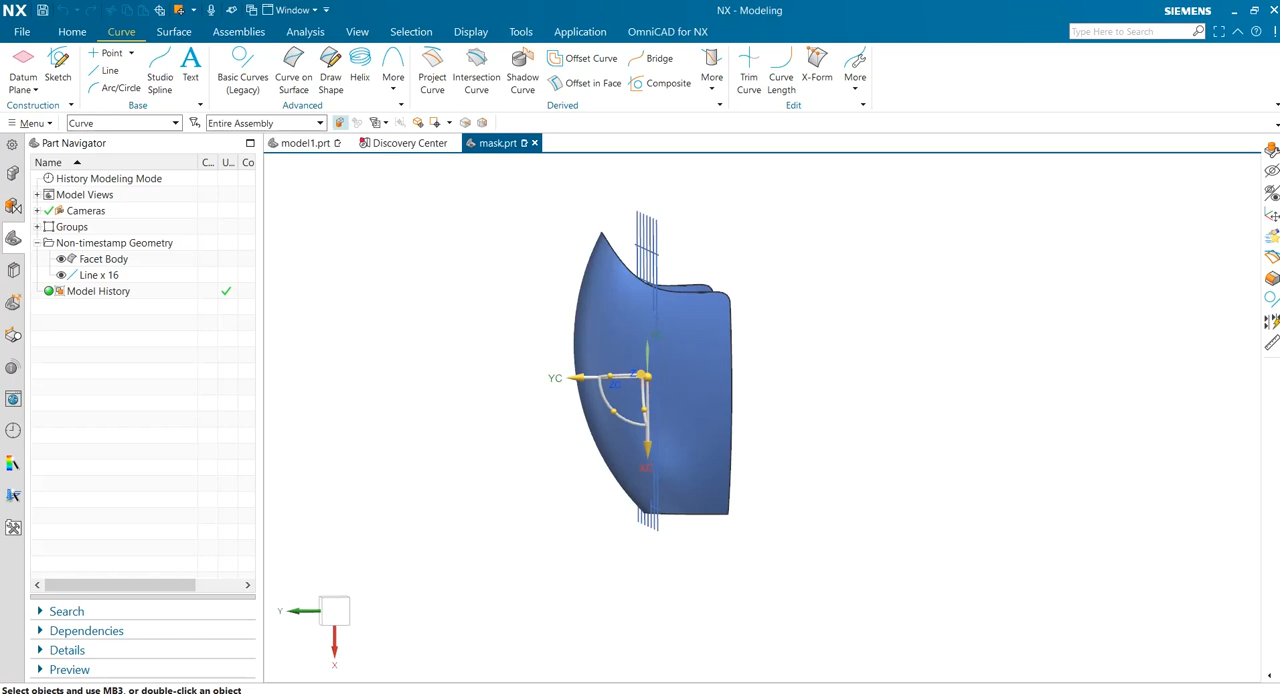 NX Window NX - Modeling SIEMENS
File Home Curve Surface Assemblies Analysis View Selection Display Tools Application OmniCAD for NX Type Here to Search
Datum Plane Sketch Point Line Arc/Circle Studio Spline Text Basic Curves (Legacy) Curve on Surface Draw Shape Helix More Project Curve Intersection Curve Shadow Curve Offset Curve Offset in Face Bridge Composite More Trim Curve Curve Length X-Form More
Construction Base Advanced Derived Edit
Menu Curve Entire Assembly
Part Navigator model1.prt Discovery Center mask.prt
Name C... U... Co
History Modeling Mode
Model Views
Cameras
Groups
Non-timestamp Geometry
Facet Body
Line x 16
Model History
YC
XC
Y
X
Search
Dependencies
Details
Preview
Select objects and use MB3, or double-click an object